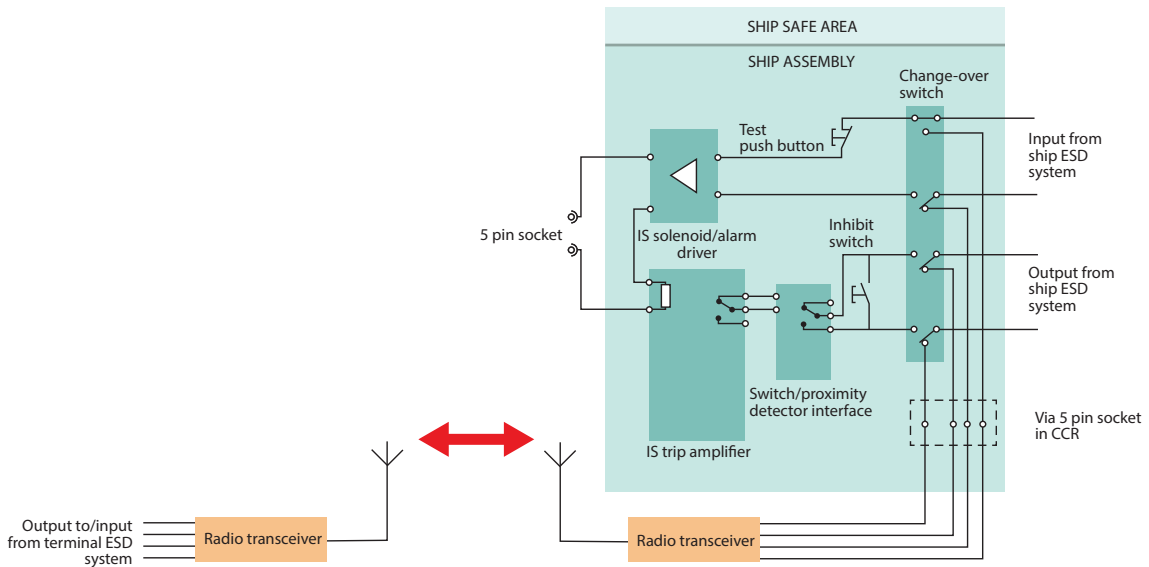 SHIP SAFE AREA
SHIP ASSEMBLY
Change-over
switch
Test
push button
Input from
ship ESD
system
5 pin socket
IS solenoid/alarm
driver
Inhibit
switch
Output from
ship ESD
system
Switch/proximity
detector interface
IS trip amplifier
Via 5 pin socket
in CCR
Output to/input
from terminal ESD
system
Radio transceiver
Radio transceiver